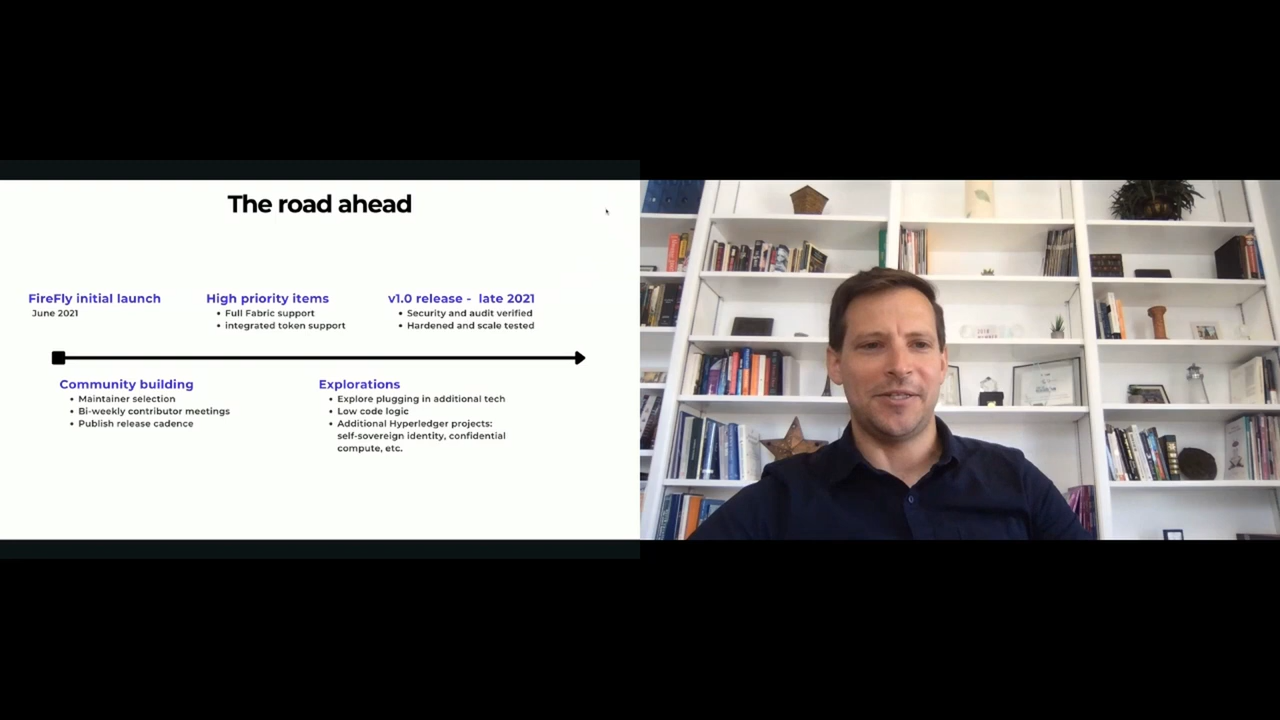 The road ahead
FireFly initial launch
June 2021
High priority items
• Full Fabric support
• integrated token support
v1.0 release - late 2021
• Security and audit verified
• Hardened and scale tested
Community building
• Maintainer selection
• Bi-weekly contributor meetings
• Publish release cadence
Explorations
• Explore plugging in additional tech
• Low code logic
• Additional Hyperledger projects:
self-sovereign identity, confidential
compute, etc.